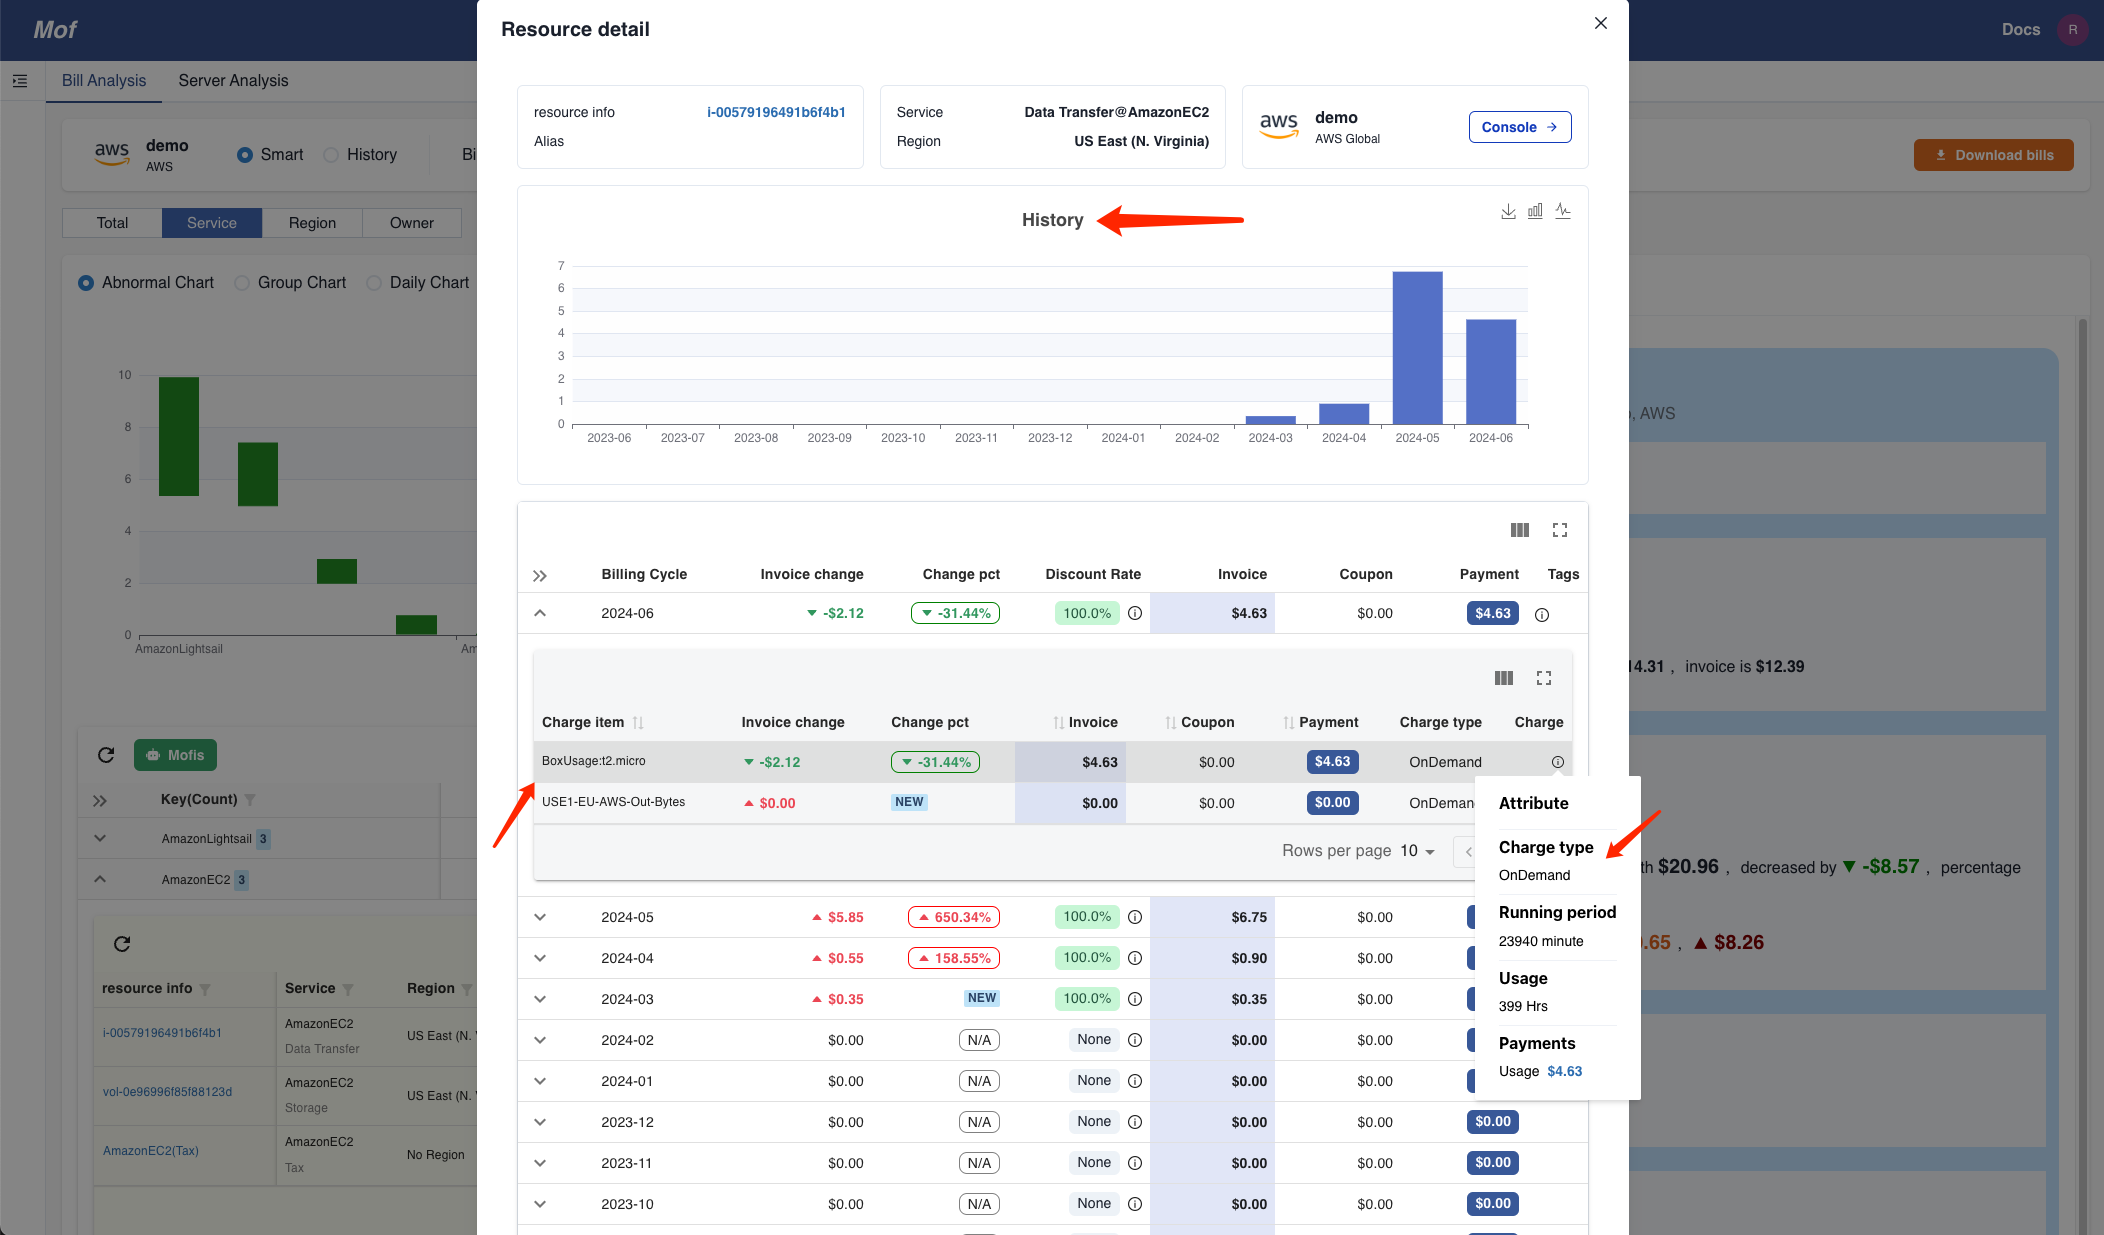 Mof
Docs
R
Bill Analysis
Server Analysis
aws
demo
AWS
Smart
History
Bi
Download bills
Total
Service
Region
Owner
Abnormal Chart
Group Chart
Daily Chart
10
8
6
4
2
0
AmazonLightsail
Am
Mofis
Key(Count)
AmazonLightsail 3
AmazonEC2 3
resource info
Service
Region
i-00579196491b6f4b1
AmazonEC2
Data Transfer
US East (N.
vol-0e96996f85f88123d
AmazonEC2
Storage
US East (N.
AmazonEC2(Tax)
AmazonEC2
Tax
No Region
Resource detail
resource info
i-00579196491b6f4b1
Alias
Service
Data Transfer@AmazonEC2
Region
US East (N. Virginia)
aws
demo
AWS Global
Console
History
7
6
5
4
3
2
1
0
2023-06 2023-07 2023-08 2023-09 2023-10 2023-11 2023-12 2024-01 2024-02 2024-03 2024-04 2024-05 2024-06
Billing Cycle Invoice change Change pct Discount Rate Invoice Coupon Payment Tags
2024-06 -$2.12 -31.44% 100.0% $4.63 $0.00 $4.63
Charge item Invoice change Change pct Invoice Coupon Payment Charge type Charge
BoxUsage:t2.micro -$2.12 -31.44% $4.63 $0.00 $4.63 OnDemand
USE1-EU-AWS-Out-Bytes $0.00 NEW $0.00 $0.00 $0.00 OnDeman
Rows per page 10
Attribute
Charge type
OnDemand
Running period
23940 minute
Usage
399 Hrs
Payments
Usage $4.63
2024-05 $5.85 650.34% 100.0% $6.75 $0.00
2024-04 $0.55 158.55% 100.0% $0.90 $0.00
2024-03 $0.35 NEW 100.0% $0.35 $0.00
2024-02 $0.00 N/A None $0.00 $0.00
2024-01 $0.00 N/A None $0.00 $0.00
2023-12 $0.00 N/A None $0.00 $0.00 $0.00
2023-11 $0.00 N/A None $0.00 $0.00 $0.00
2023-10 $0.00 N/A None $0.00 $0.00 $0.00
, AWS
14.31 , invoice is $12.39
th $20.96 , decreased by -$8.57 , percentage
.65 , $8.26